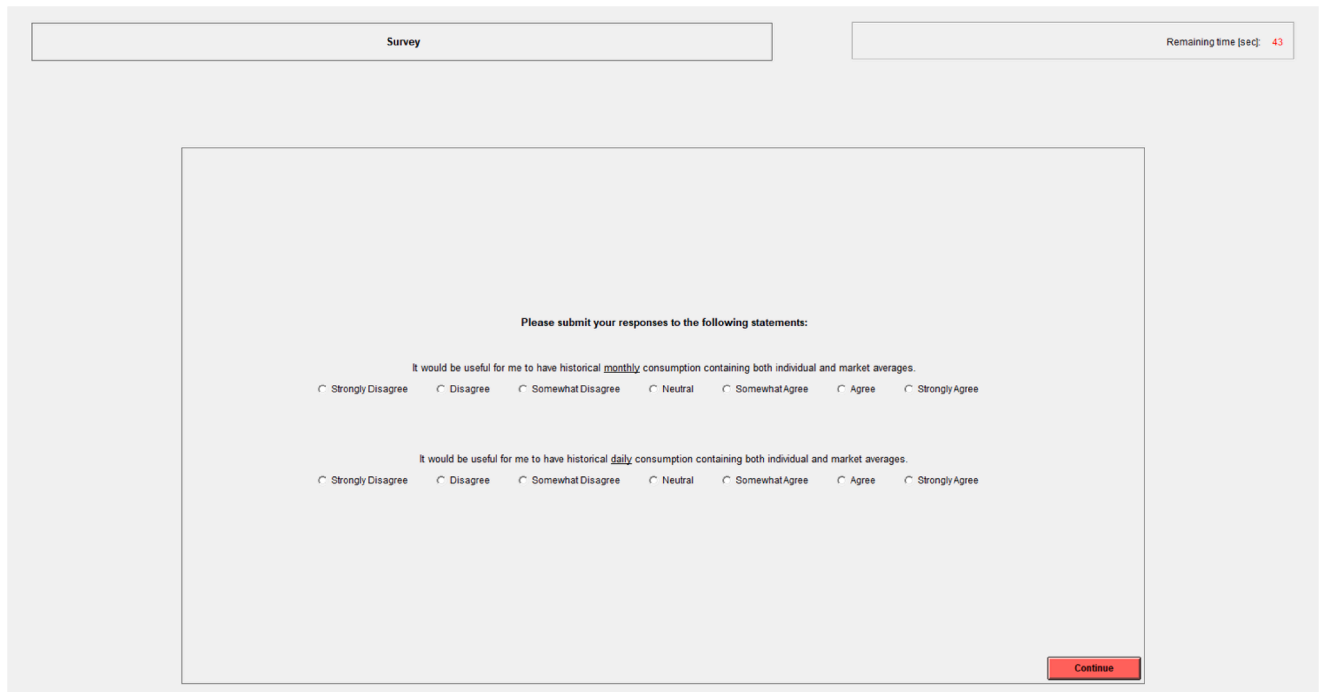 Survey
Remaining time [sec]: 43
Please submit your responses to the following statements:
It would be useful for me to have historical monthly consumption containing both individual and market averages.
Strongly Disagree Disagree Somewhat Disagree Neutral Somewhat Agree Agree Strongly Agree
It would be useful for me to have historical daily consumption containing both individual and market averages.
Strongly Disagree Disagree Somewhat Disagree Neutral Somewhat Agree Agree Strongly Agree
Continue